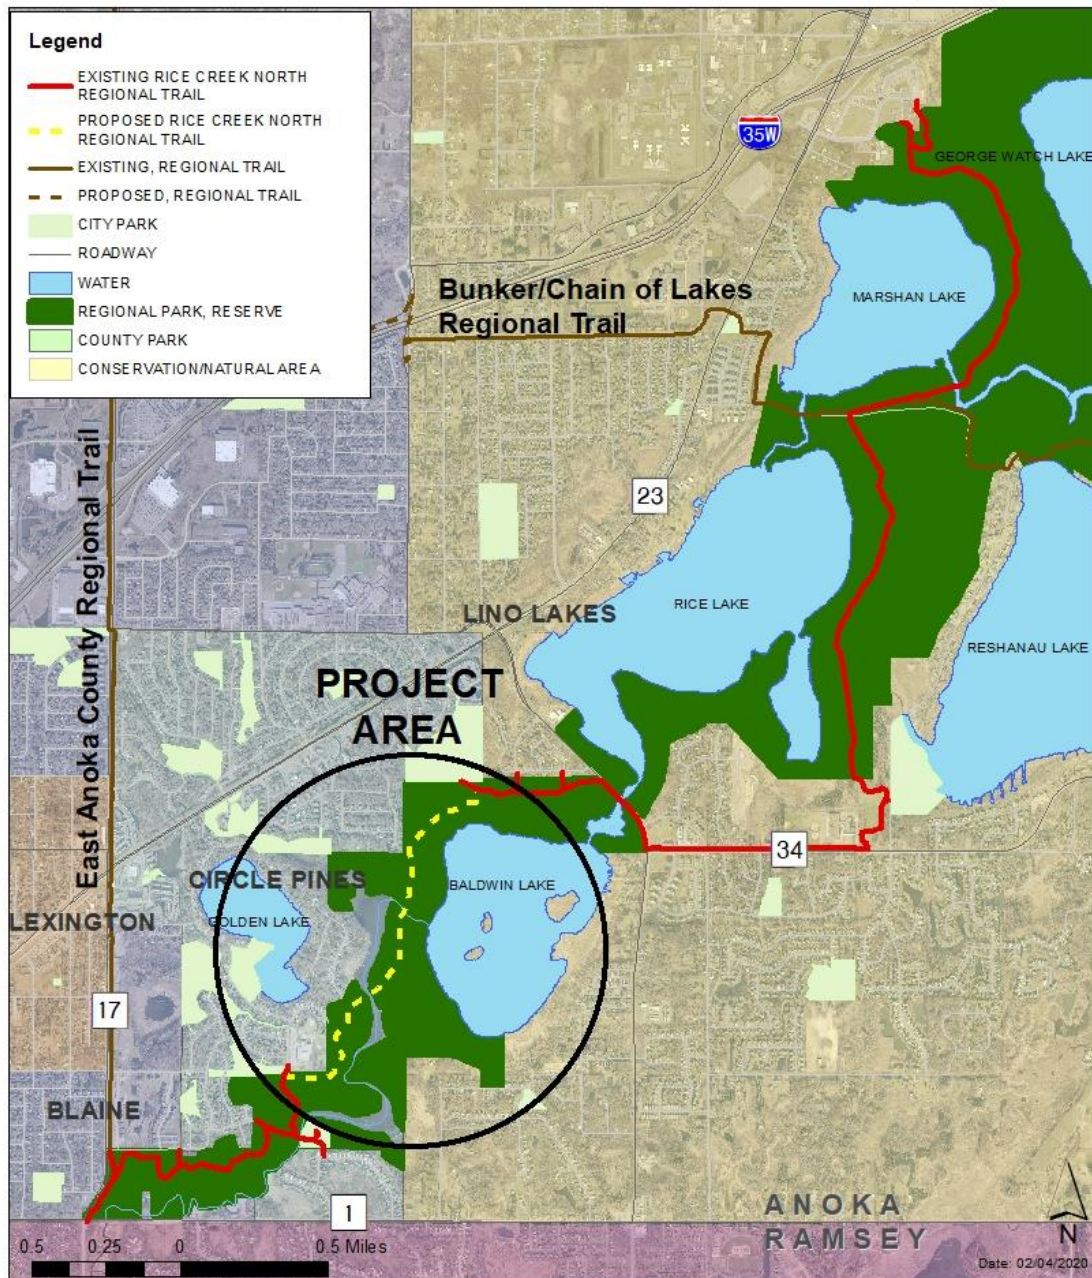 Legend
EXISTING RICE CREEK NORTH
REGIONAL TRAIL
PROPOSED RICE CREEK NORTH
REGIONAL TRAIL
EXISTING, REGIONAL TRAIL
PROPOSED, REGIONAL TRAIL
CITY PARK
ROADWAY
WATER
REGIONAL PARK, RESERVE
COUNTY PARK
CONSERVATION/NATURAL AREA
35W
GEORGE WATCH LAKE
Bunker/Chain of Lakes
Regional Trail
MARSHAN LAKE
East Anoka County Regional Trail
23
LINO LAKES
RICE LAKE
RESHANAU LAKE
PROJECT
AREA
34
CIRCLE PINES
BALDWIN LAKE
GOLDEN LAKE
LEXINGTON
17
BLAINE
1
ANOKA
RAMSEY
N
0.5 0.25 0 0.5 Miles
Date: 02/04/2020